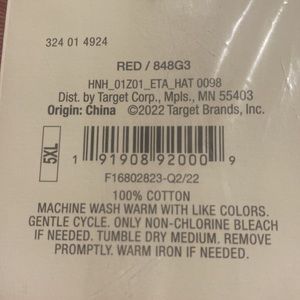 324 01 4924
RED / 848G3
HNH_01Z01_ETA_HAT 0098
Dist. by Target Corp., Mpls., MN 55403
Origin: China ©2022 Target Brands, Inc.
5XL
1 91908 92000 9
F16802823-Q2/22
100% COTTON
MACHINE WASH WARM WITH LIKE COLORS.
GENTLE CYCLE. ONLY NON-CHLORINE BLEACH
IF NEEDED. TUMBLE DRY MEDIUM. REMOVE
PROMPTLY. WARM IRON IF NEEDED.